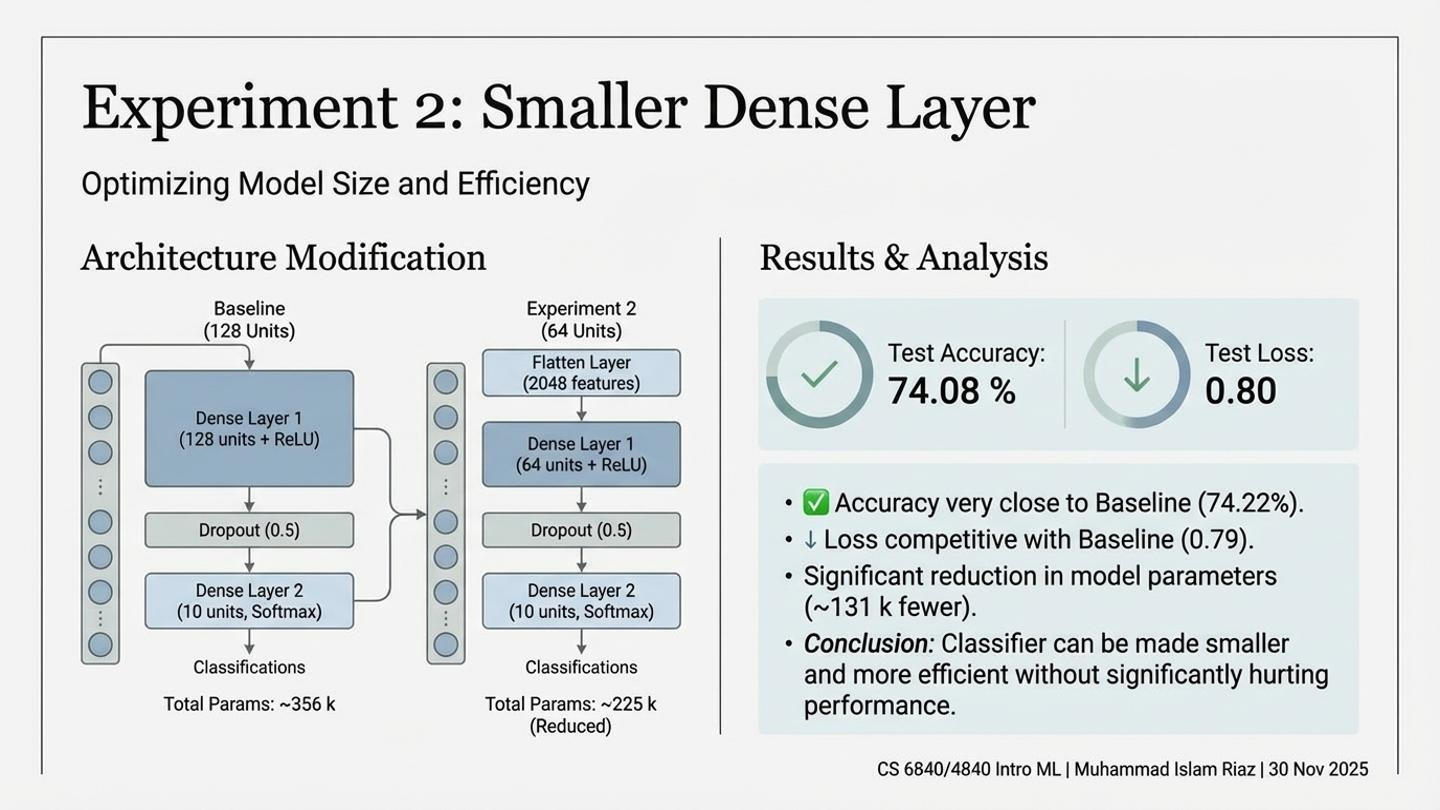 Experiment 2: Smaller Dense Layer
Optimizing Model Size and Efficiency
Architecture Modification
Baseline
(128 Units)
Dense Layer 1
(128 units + ReLU)
Dropout (0.5)
Dense Layer 2
(10 units, Softmax)
Classifications
Total Params: ~356 k
Experiment 2
(64 Units)
Flatten Layer
(2048 features)
Dense Layer 1
(64 units + ReLU)
Dropout (0.5)
Dense Layer 2
(10 units, Softmax)
Classifications
Total Params: ~225 k
(Reduced)
Results & Analysis
Test Accuracy:
74.08 %
Test Loss:
0.80
• ✅ Accuracy very close to Baseline (74.22%).
• ↓ Loss competitive with Baseline (0.79).
• Significant reduction in model parameters
(~131 k fewer).
• Conclusion: Classifier can be made smaller
and more efficient without significantly hurting
performance.
CS 6840/4840 Intro ML | Muhammad Islam Riaz | 30 Nov 2025